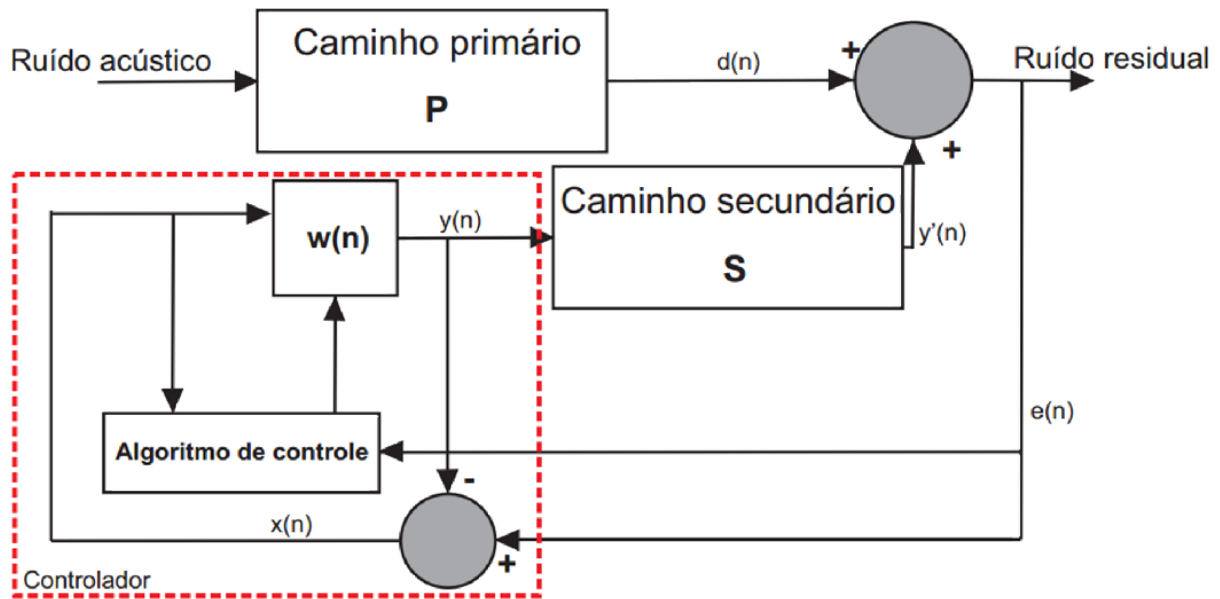 Ruído acústico
Caminho primário
P
d(n)
+
Ruído residual
+
w(n)
y(n)
Caminho secundário
S
y'(n)
Algoritmo de controle
e(n)
-
x(n)
+
Controlador